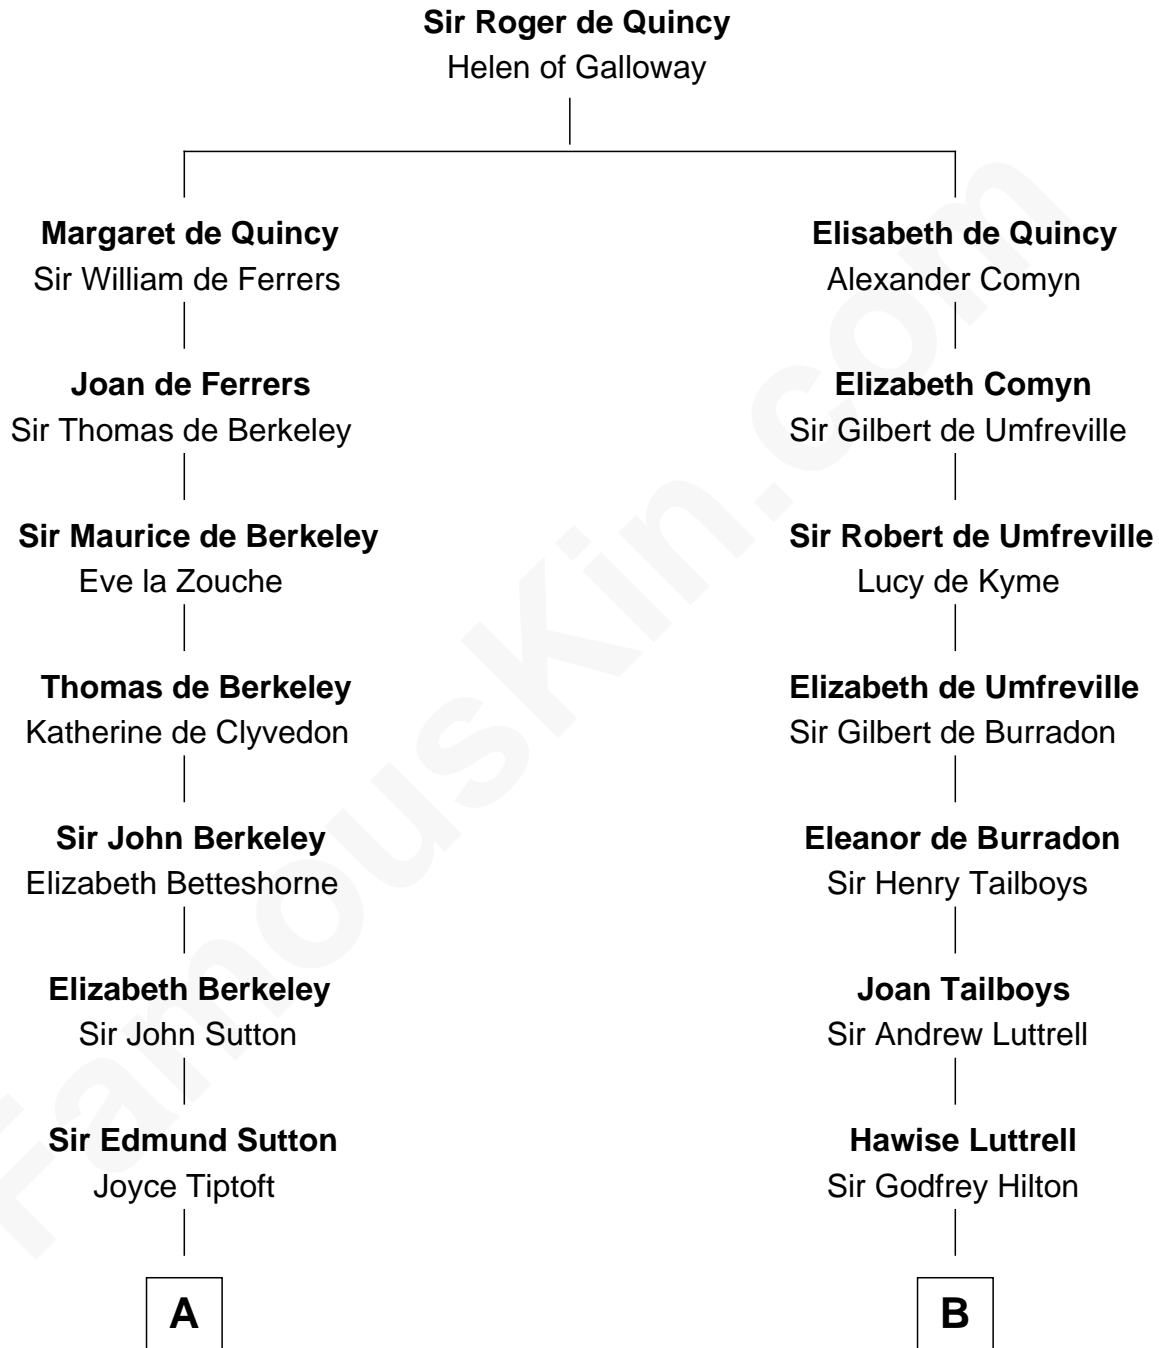 Sir Roger de Quincy
Helen of Galloway
Margaret de Quincy
Sir William de Ferrers
Elisabeth de Quincy
Alexander Comyn
Joan de Ferrers
Sir Thomas de Berkeley
Elizabeth Comyn
Sir Gilbert de Umfreville
Sir Maurice de Berkeley
Eve la Zouche
Sir Robert de Umfreville
Lucy de Kyme
Thomas de Berkeley
Katherine de Clyvedon
Elizabeth de Umfreville
Sir Gilbert de Burradon
Sir John Berkeley
Elizabeth Betteshorne
Eleanor de Burradon
Sir Henry Tailboys
Elizabeth Berkeley
Sir John Sutton
Joan Tailboys
Sir Andrew Luttrell
Sir Edmund Sutton
Joyce Tiptoft
Hawise Luttrell
Sir Godfrey Hilton
A
B
FamousKin.com